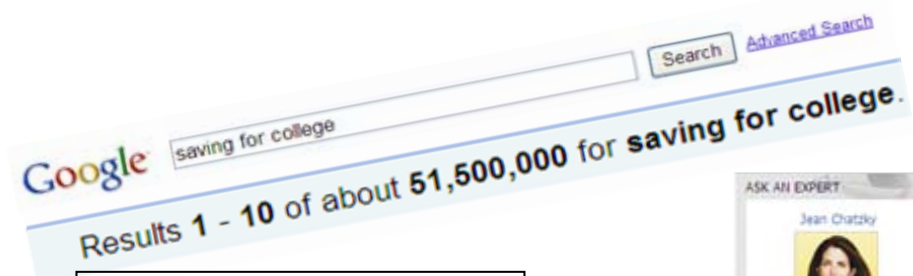 Google saving for college Search Advanced Search
Results 1 - 10 of about 51,500,000 for saving for college.
ASK AN EXPERT
Jean Chatzky